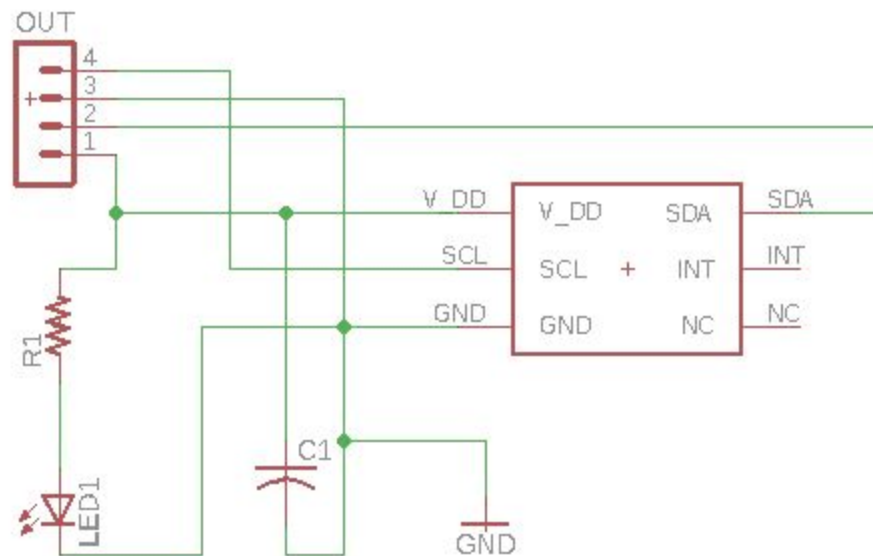 OUT
4
3
2
1
V_DD
V_DD
SDA
SDA
SCL
SCL
INT
INT
GND
GND
NC
NC
R1
C1
LED1
GND